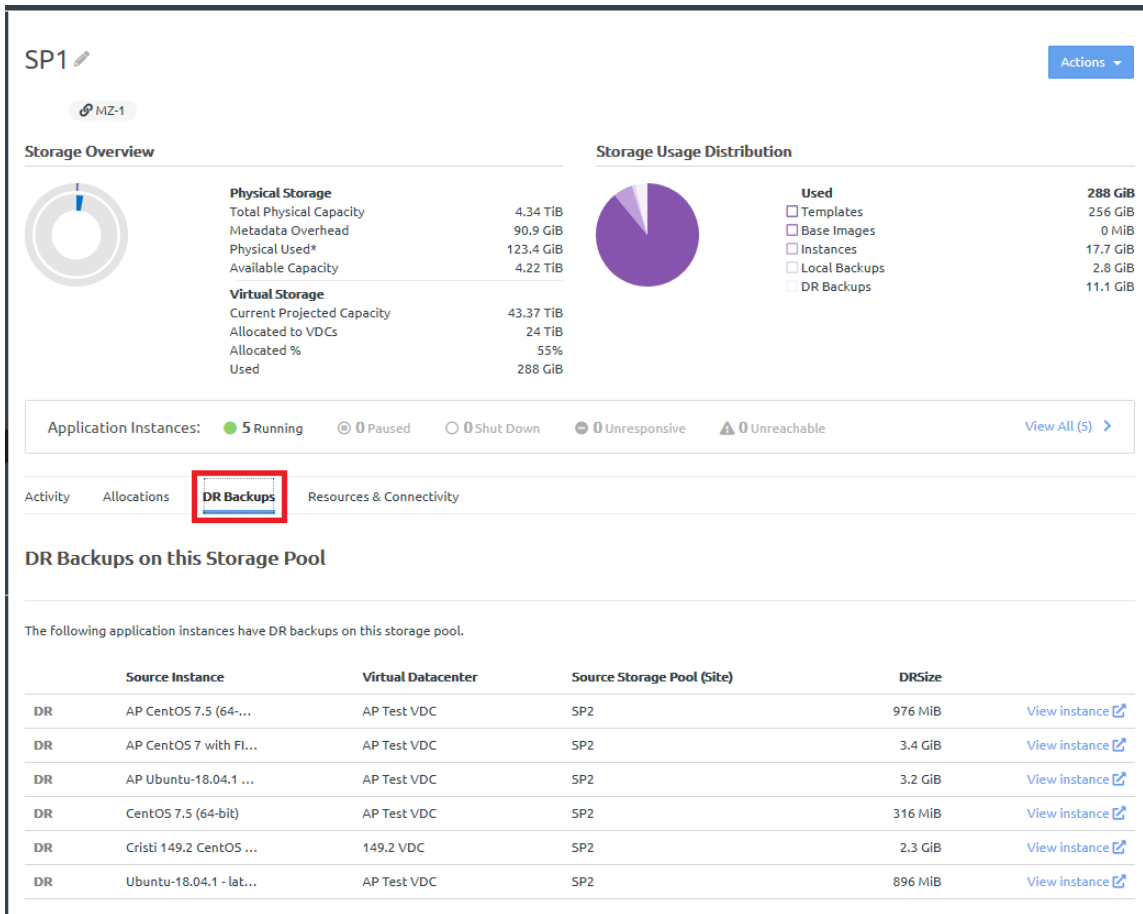 SP1
Actions
MZ-1
Storage Overview
Physical Storage
Total Physical Capacity 4.34 TiB
Metadata Overhead 90.9 GiB
Physical Used* 123.4 GiB
Available Capacity 4.22 TiB
Virtual Storage
Current Projected Capacity 43.37 TiB
Allocated to VDCs 24 TiB
Allocated % 55%
Used 288 GiB
Storage Usage Distribution
Used 288 GiB
Templates 256 GiB
Base Images 0 MiB
Instances 17.7 GiB
Local Backups 2.8 GiB
DR Backups 11.1 GiB
Application Instances: 5 Running 0 Paused 0 Shut Down 0 Unresponsive 0 Unreachable View All (5)
Activity Allocations DR Backups Resources & Connectivity
DR Backups on this Storage Pool
The following application instances have DR backups on this storage pool.
Source Instance Virtual Datacenter Source Storage Pool (Site) DRSize
DR AP CentOS 7.5 (64-... AP Test VDC SP2 976 MiB View instance
DR AP CentOS 7 with FI... AP Test VDC SP2 3.4 GiB View instance
DR AP Ubuntu-18.04.1 ... AP Test VDC SP2 3.2 GiB View instance
DR CentOS 7.5 (64-bit) AP Test VDC SP2 316 MiB View instance
DR Cristi 149.2 CentOS ... 149.2 VDC SP2 2.3 GiB View instance
DR Ubuntu-18.04.1 - lat... AP Test VDC SP2 896 MiB View instance